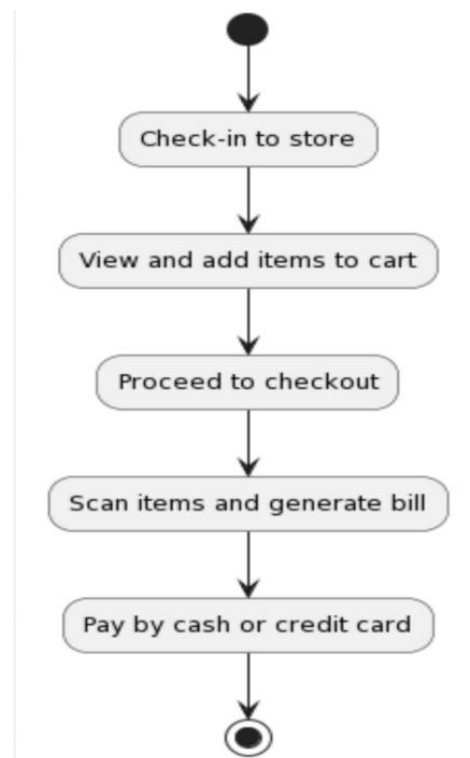 Check-in to store
View and add items to cart
Proceed to checkout
Scan items and generate bill
Pay by cash or credit card